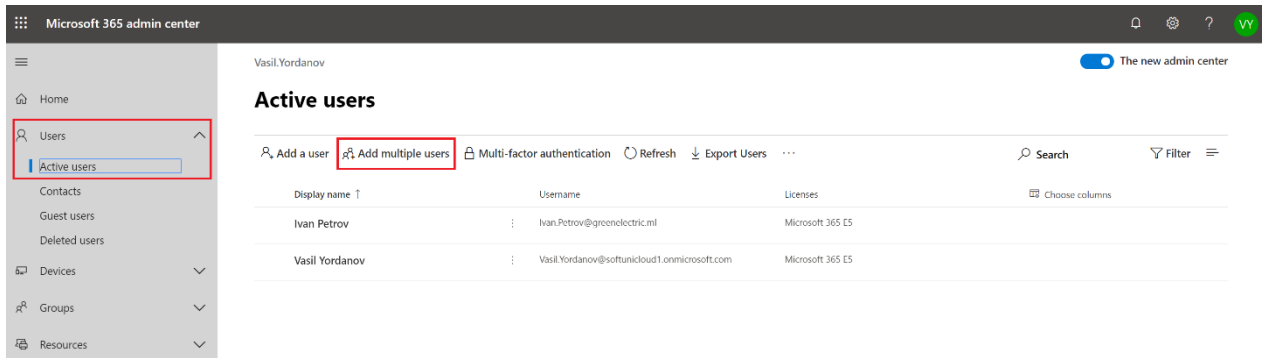 Microsoft 365 admin center
?
VY
Vasil.Yordanov
The new admin center
Home
Active users
Users
Active users
Contacts
Guest users
Deleted users
Devices
Groups
Resources
Add a user Add multiple users Multi-factor authentication Refresh Export Users ... Search Filter
Display name ↑ Username Licenses Choose columns
Ivan Petrov Ivan.Petrov@greenelectric.ml Microsoft 365 E5
Vasil Yordanov Vasil.Yordanov@softunicloud1.onmicrosoft.com Microsoft 365 E5